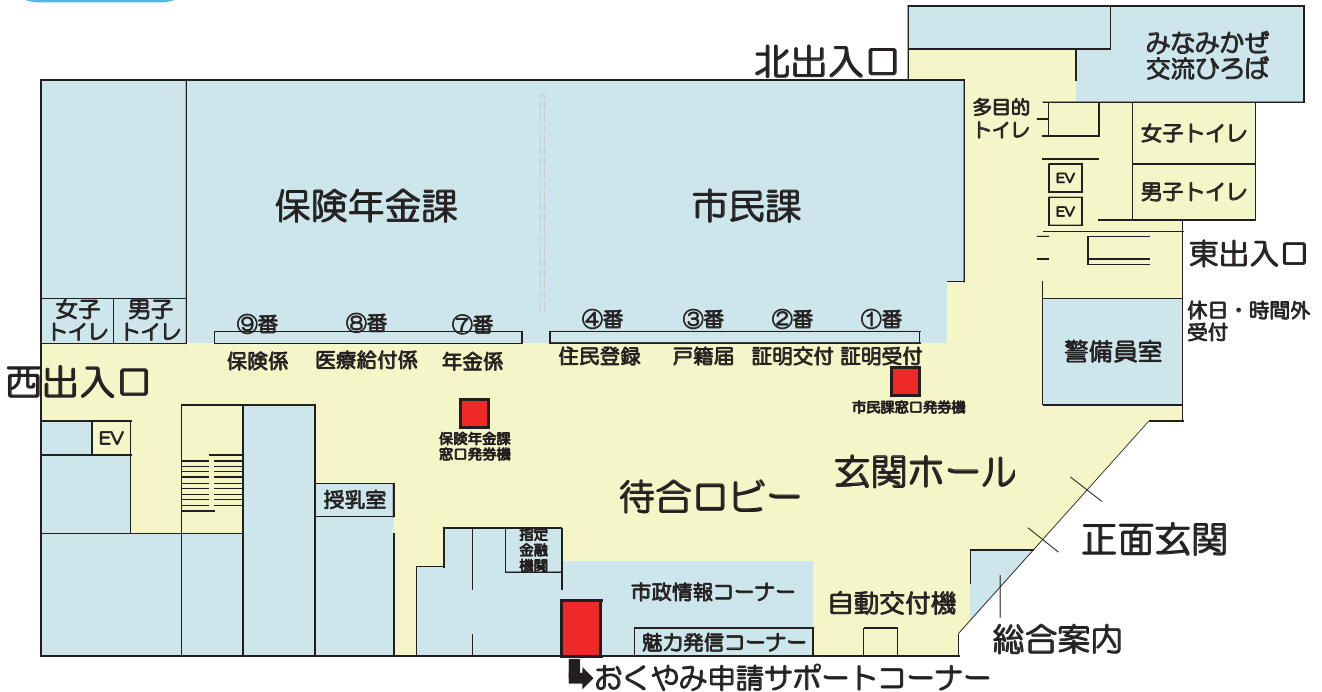 北出入口
みなみかぜ
交流ひろば
多目的
トイレ
女子トイレ
EV
男子トイレ
EV
保険年金課
市民課
東出入口
女子
トイレ
男子
トイレ
⑨番
⑧番
⑦番
④番
③番
②番
①番
休日・時間外
受付
保険係
医療給付係
年金係
住民登録
戸籍届
証明交付
証明受付
警備員室
西出入口
市民課窓口発券機
EV
保険年金課
窓口発券機
玄関ホール
待合ロビー
授乳室
正面玄関
指定
金融
機関
市政情報コーナー
自動交付機
魅力発信コーナー
総合案内
おくやみ申請サポートコーナー